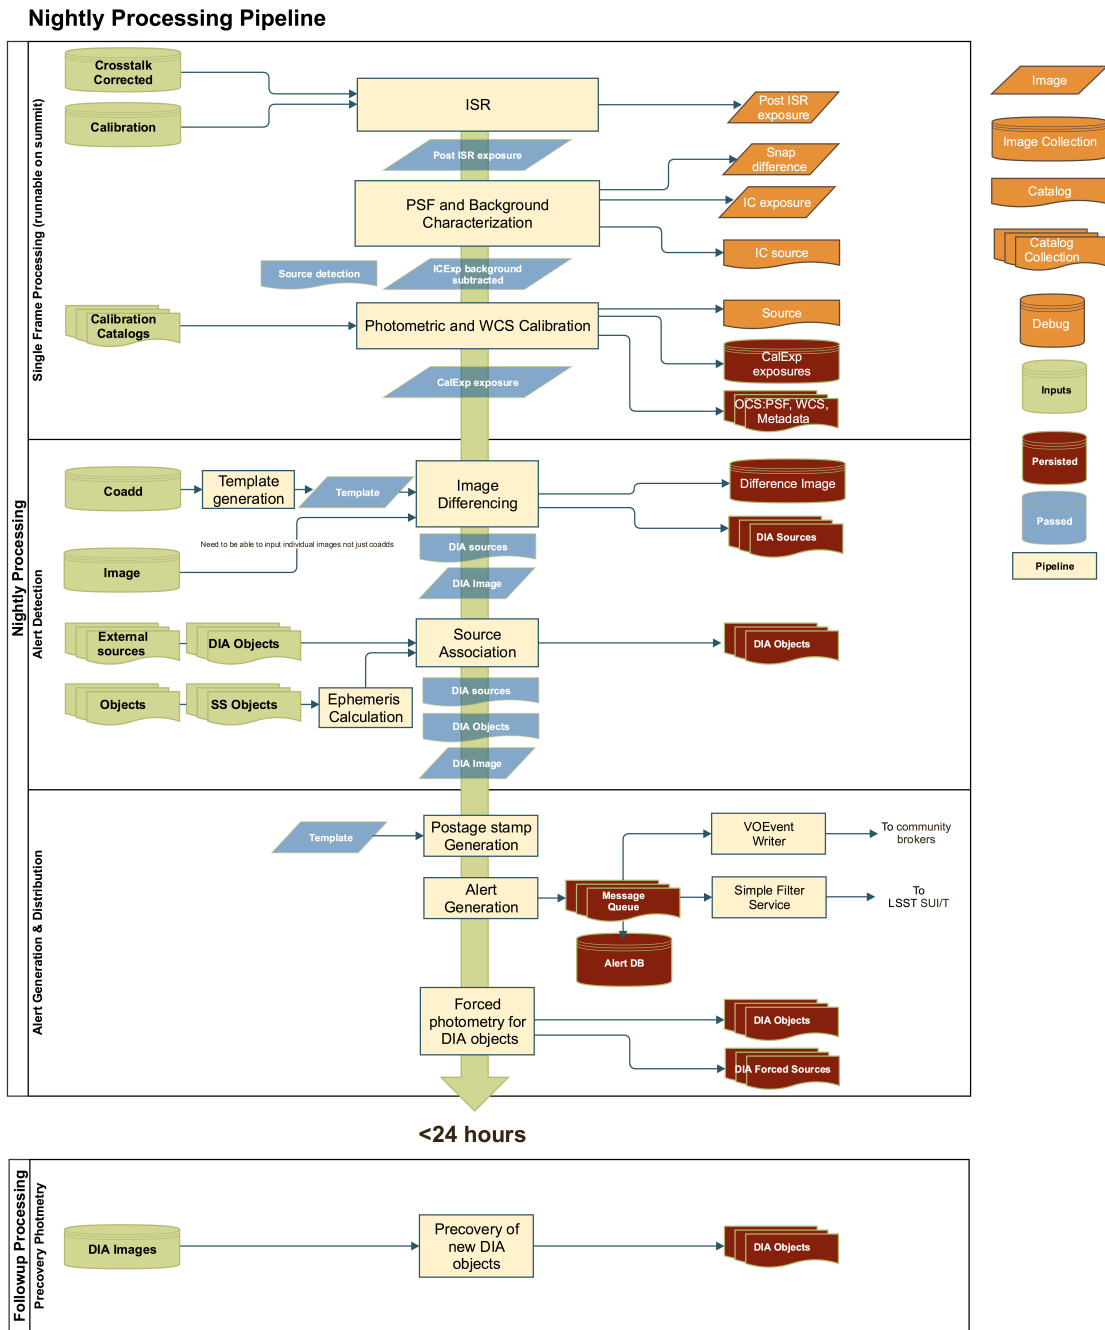 Nightly Processing Pipeline
Nightly Processing
Single Frame Processing (runnable on summit)
Crosstalk
Corrected
Calibration
ISR
Post ISR
exposure
Post ISR exposure
Snap
difference
PSF and Background
Characterization
IC exposure
IC source
Source detection
ICExp background
subtracted
Calibration
Catalogs
Photometric and WCS Calibration
Source
CalExp
exposures
CalExp exposure
OCS:PSF, WCS,
Metadata
Image
Image Collection
Catalog
Catalog
Collection
Debug
Inputs
Persisted
Passed
Pipeline
Alert Detection
Coadd
Template
generation
Template
Image
Differencing
Difference Image
DIA Sources
Need to be able to input individual images not just coadds
DIA sources
Image
DIA Image
External
sources
DIA Objects
Source
Association
DIA Objects
Objects
SS Objects
Ephemeris
Calculation
DIA sources
DIA Objects
DIA Image
Alert Generation & Distribution
Template
Postage stamp
Generation
VOEvent
Writer
To community
brokers
Alert
Generation
Message
Queue
Simple Filter
Service
To
LSST SUI/T
Alert DB
Forced
photometry for
DIA objects
DIA Objects
DIA Forced Sources
<24 hours
Followup Processing
Precovery Photmetry
DIA Images
Precovery of
new DIA
objects
DIA Objects